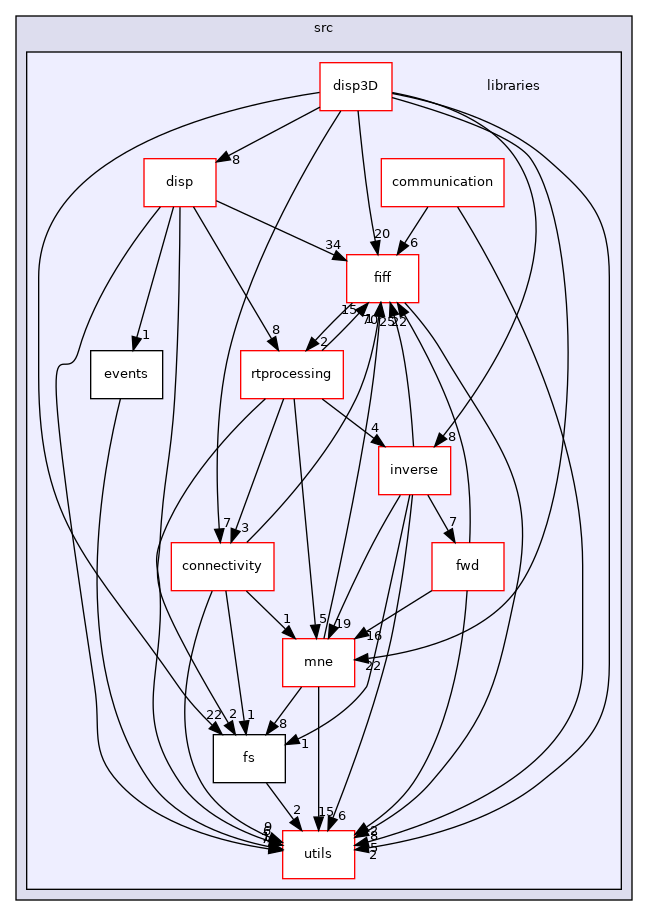 src
libraries
disp3D
8
disp
communication
34
20
6
fiff
15
1
events
8
2
rtprocessing
4
8
inverse
7
3
7
connectivity
fwd
1
5
19
16
22
mne
22
2
1
8
1
fs
2
15
6
2
utils